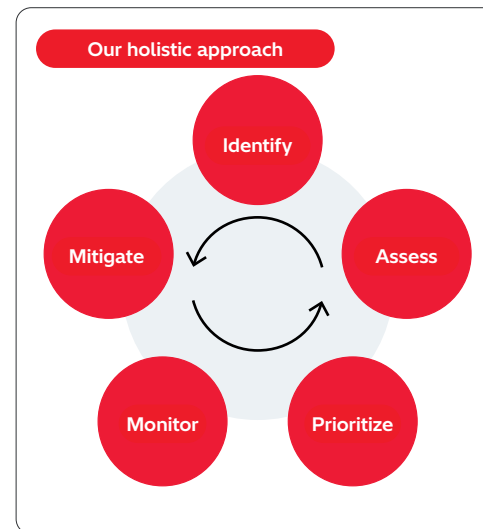 Our holistic approach
Identify
Mitigate
Assess
Monitor
Prioritize